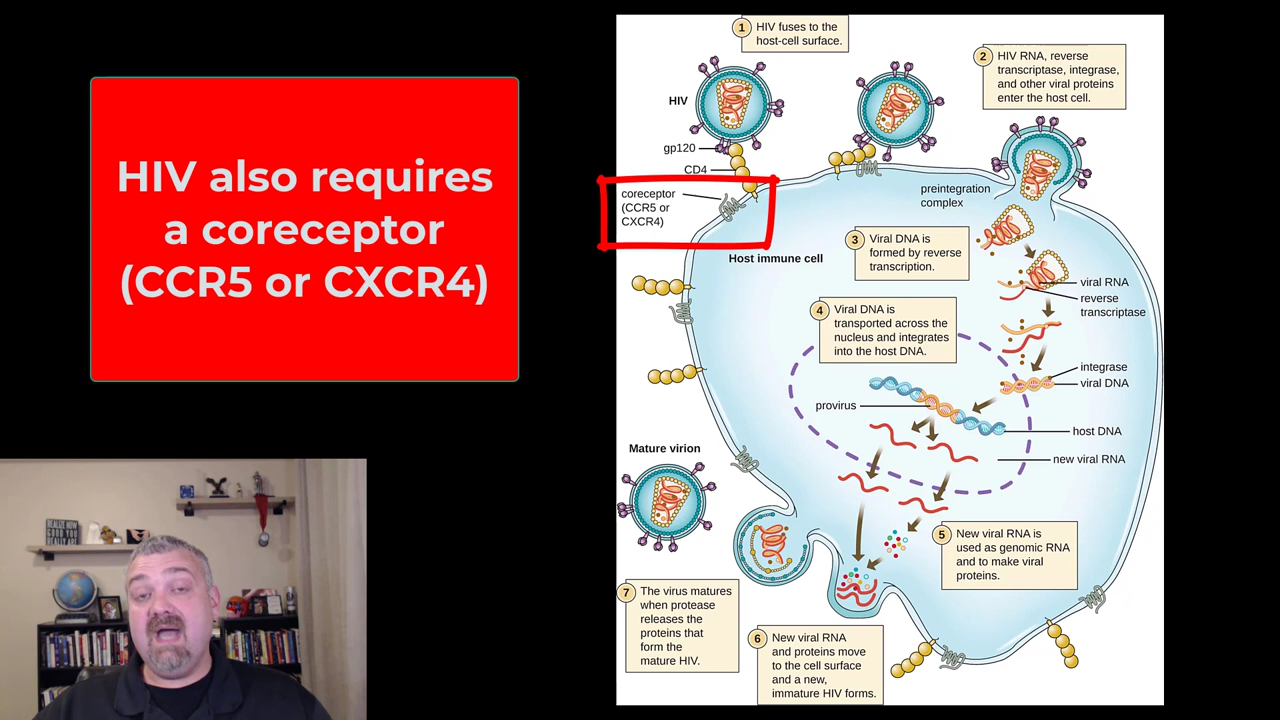 HIV also requires
a coreceptor
(CCR5 or CXCR4)
1 HIV fuses to the
host-cell surface.
2 HIV RNA, reverse
transcriptase, integrase,
and other viral proteins
enter the host cell.
HIV
gp120
CD4
coreceptor
(CCR5 or
CXCR4)
preintegration
complex
Host immune cell
3 Viral DNA is
formed by reverse
transcription.
viral RNA
reverse
transcriptase
4 Viral DNA is
transported across the
nucleus and integrates
into the host DNA.
integrase
viral DNA
provirus
host DNA
new viral RNA
Mature virion
5 New viral RNA is
used as genomic RNA
and to make viral
proteins.
7 The virus matures
when protease
releases the
proteins that
form the
mature HIV.
6 New viral RNA
and proteins move
to the cell surface
and a new,
immature HIV forms.
REALIZE HOW
GOOD YOU
REALLY ARE